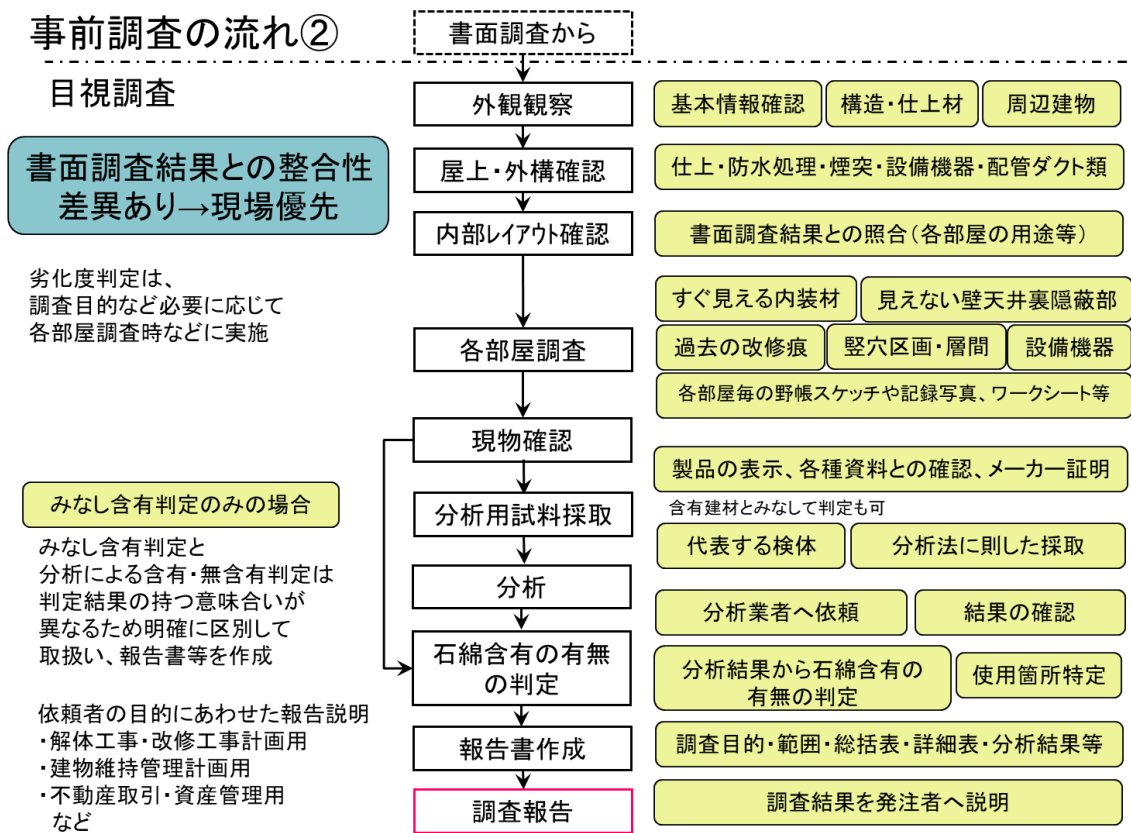 事前調査の流れ②
書面調査から
目視調査
外観観察
基本情報確認
構造・仕上材
周辺建物
書面調査結果との整合性
差異あり→現場優先
屋上・外構確認
仕上・防水処理・煙突・設備機器・配管ダクト類
内部レイアウト確認
書面調査結果との照合(各部屋の用途等)
劣化度判定は、
調査目的など必要に応じて
各部屋調査時などに実施
すぐ見える内装材
見えない壁天井裏隠蔽部
各部屋調査
過去の改修痕
竪穴区画・層間
設備機器
各部屋毎の野帳スケッチや記録写真、ワークシート等
現物確認
製品の表示、各種資料との確認、メーカー証明
みなし含有判定のみの場合
分析用試料採取
含有建材とみなして判定も可
代表する検体
分析法に則した採取
みなし含有判定と
分析による含有・無含有判定は
判定結果の持つ意味合いが
異なるため明確に区別して
取扱い、報告書等を作成
分析
分析業者へ依頼
結果の確認
石綿含有の有無
の判定
分析結果から石綿含有の
有無の判定
使用箇所特定
依頼者の目的にあわせた報告説明
・解体工事・改修工事計画用
・建物維持管理計画用
・不動産取引・資産管理用
など
報告書作成
調査目的・範囲・総括表・詳細表・分析結果等
調査報告
調査結果を発注者へ説明